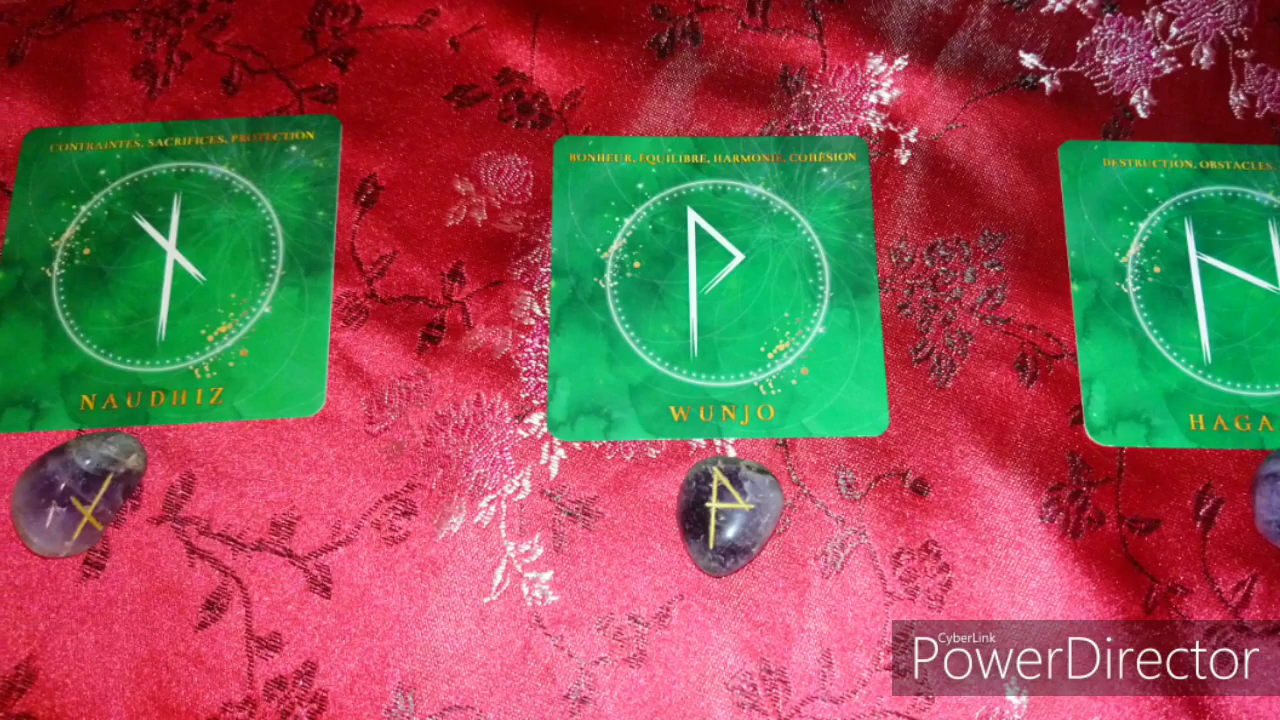 CONTRAINTES, SACRIFICES, PROTECTION
NAUDHIZ
BONHEUR, EQUILIBRE, HARMONIE, COHÉSION
WUNJO
DESTRUCTION, OBSTACLES
HAGA
CyberLink
PowerDirector